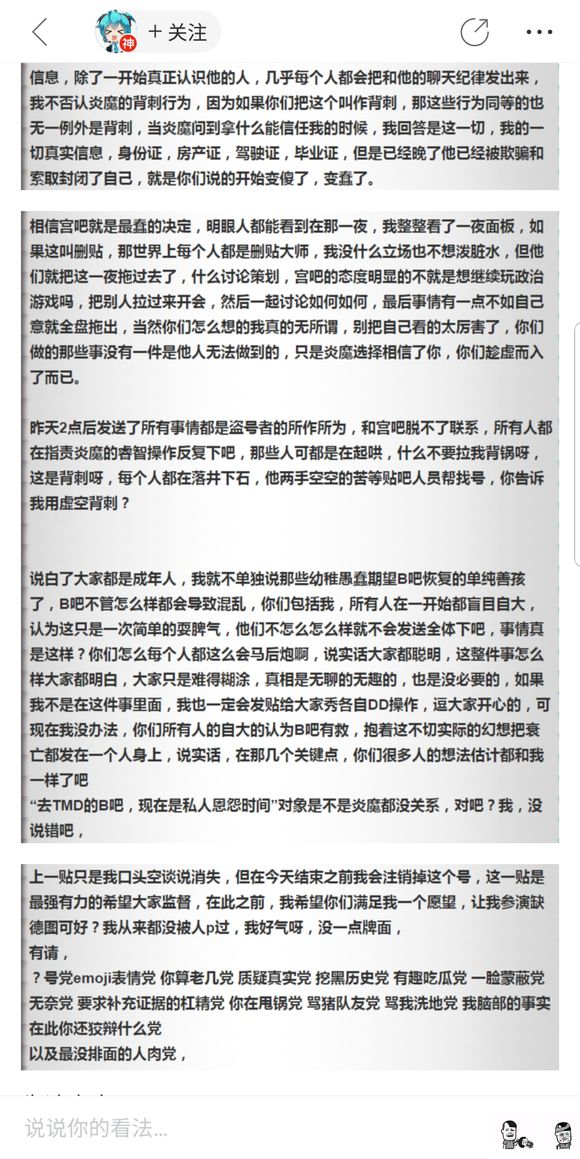 神
+ 关注
信息，除了一开始真正认识他的人，几乎每个人都会把和他的聊天纪律发出来，
我不否认炎魔的背刺行为，因为如果你们把这个叫作背刺，那这些行为同等的也
无一例外是背刺，当炎魔问到拿什么能信任我的时候，我回答是这一切，我的一
切真实信息，身份证，房产证，驾驶证，毕业证，但是已经晚了他已经被欺骗和
索取封闭了自己，就是你们说的开始变傻了，变蠢了。
相信宫吧就是最蠢的决定，明眼人都能看到在那一夜，我整整看了一夜面板，如
果这叫删贴，那世界上每个人都是删贴大师，我没什么立场也不想泼脏水，但他
们就把这一夜拖过去了，什么讨论策划，宫吧的态度明显的不就是想继续玩政治
游戏吗，把别人拉过来开会，然后一起讨论如何如何，最后事情有一点不如自己
意就全盘拖出，当然你们怎么想的我真的无所谓，别把自己看的太厉害了，你们
做的那些事没有一件是他人无法做到的，只是炎魔选择相信了你，你们趁虚而入
了而已。
昨天2点后发送了所有事情都是盗号者的所作所为，和宫吧脱不了联系，所有人都
在指责炎魔的睿智操作反复下吧，那些人可都是在起哄，什么不要拉我背锅呀，
这是背刺呀，每个人都在落井下石，他两手空空的苦等贴吧人员帮找号，你告诉
我用虚空背刺？
说白了大家都是成年人，我就不单独说那些幼稚愚蠢期望B吧恢复的单纯善孩
了，B吧不管怎么样都会导致混乱，你们包括我，所有人在一开始都盲目自大，
认为这只是一次简单的耍脾气，他们不怎么怎么样就不会发送全体下吧，事情真
是这样？你们怎么每个人都这么会马后炮啊，说实话大家都聪明，这整件事怎么
样大家都明白，大家只是难得糊涂，真相是无聊的无趣的，也是没必要的，如果
我不是在这件事里面，我也一定会发贴给大家秀各自DD操作，逗大家开心的，可
现在我没办法，你们所有人的自大的认为B吧有救，抱着这不切实际的幻想把衰
亡都发在一个人身上，说实话，在那几个关键点，你们很多人的想法估计都和我
一样了吧
“去TMD的B吧，现在是私人恩怨时间”对象是不是炎魔都没关系，对吧？我，没
说错吧，
上一贴只是我口头空谈说消失，但在今天结束之前我会注销掉这个号，这一贴是
最强有力的希望大家监督，在此之前，我希望你们满足我一个愿望，让我参演缺
德图可好？我从来都没被人p过，我好气呀，没一点牌面，
有请，
？号党emoji表情党 你算老几党 质疑真实党 挖黑历史党 有趣吃瓜党 一脸蒙蔽党
无奈党 要求补充证据的杠精党 你在甩锅党 骂猪队友党 骂我洗地党 我脑部的事实
在此你还狡辩什么党
以及最没排面的人肉党，
说说你的看法...